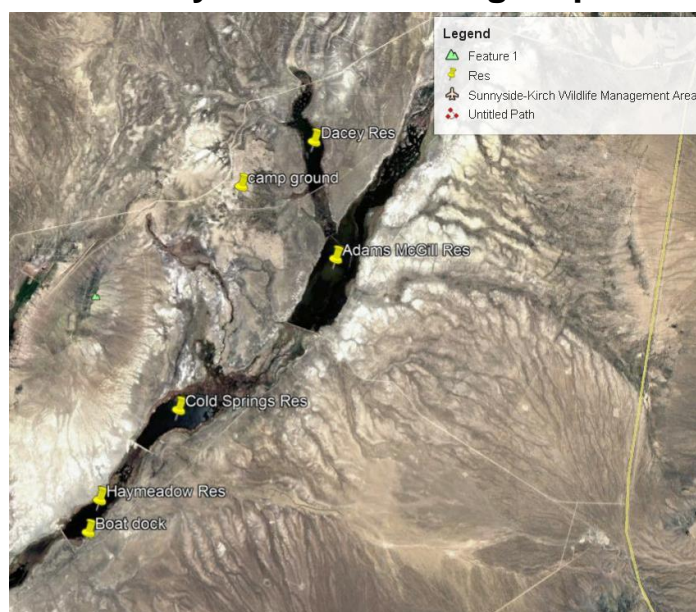 Legend
Feature 1
Res
Sunnyside-Kirch Wildlife Management Area
Untitled Path
Dacey Res
camp ground
Adams McGill Res
Cold Springs Res
Haymeadow Res
Boat dock